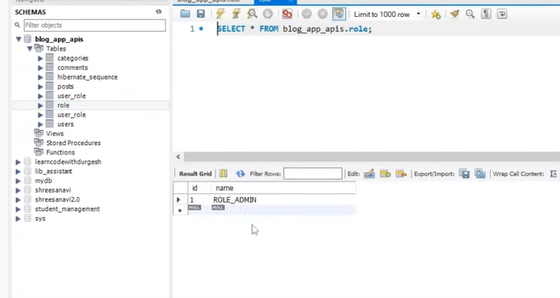 SCHEMAS
Filter objects
blog_app_apis
Tables
categories
comments
hibernate_sequence
posts
user_role
role
user_role
users
Views
Stored Procedures
Functions
learncodewithdurgesh
lib_assistant
mydb
shreesanavi
shreesanavi2.0
student_management
sys
Limit to 1000 row
1 SELECT * FROM blog_app_apis.role;
Result Grid Filter Rows: Edit: Export/Import: Wrap Cell Content:
id name
1 ROLE_ADMIN
NULL NULL